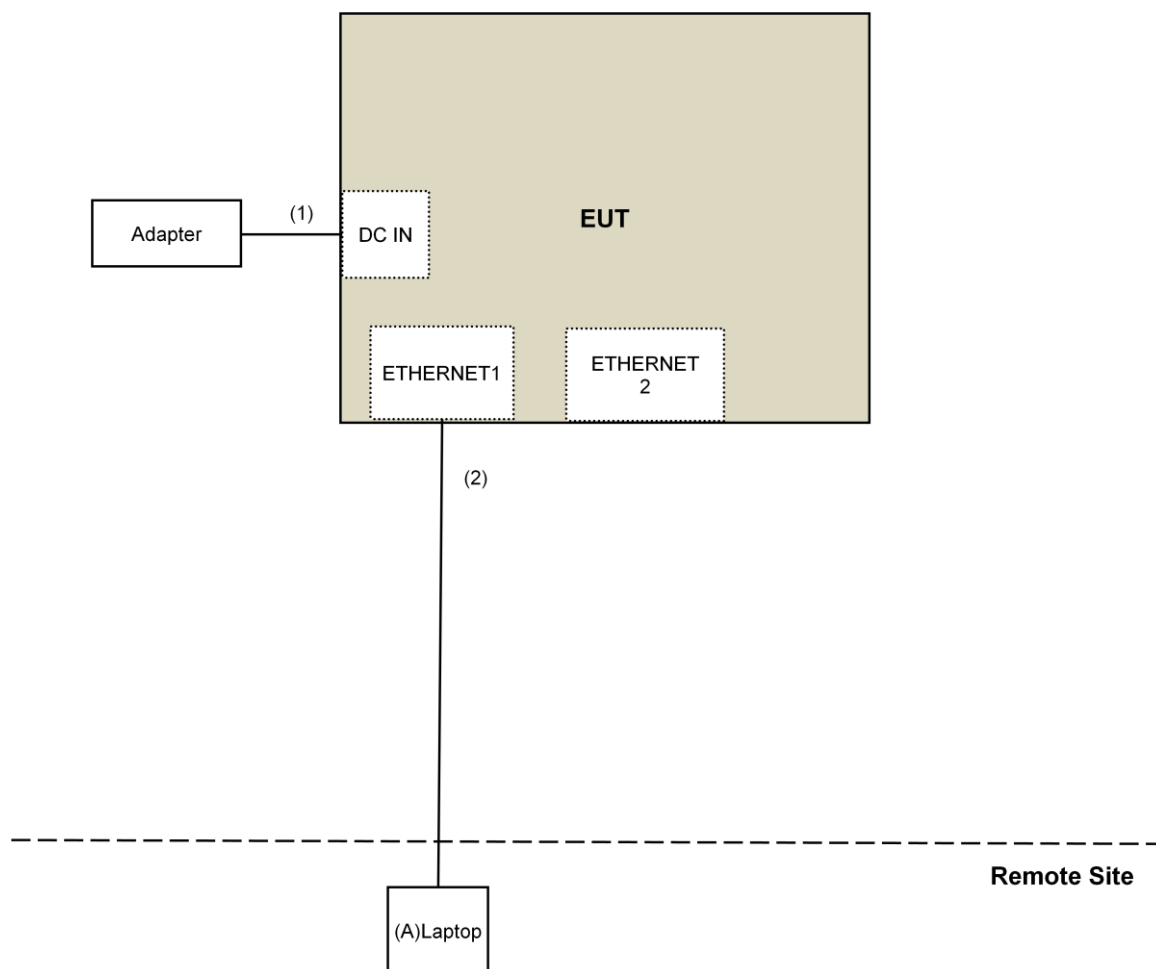 (1)
Adapter
DC IN
EUT
ETHERNET1
ETHERNET
2
(2)
Remote Site
(A)Laptop